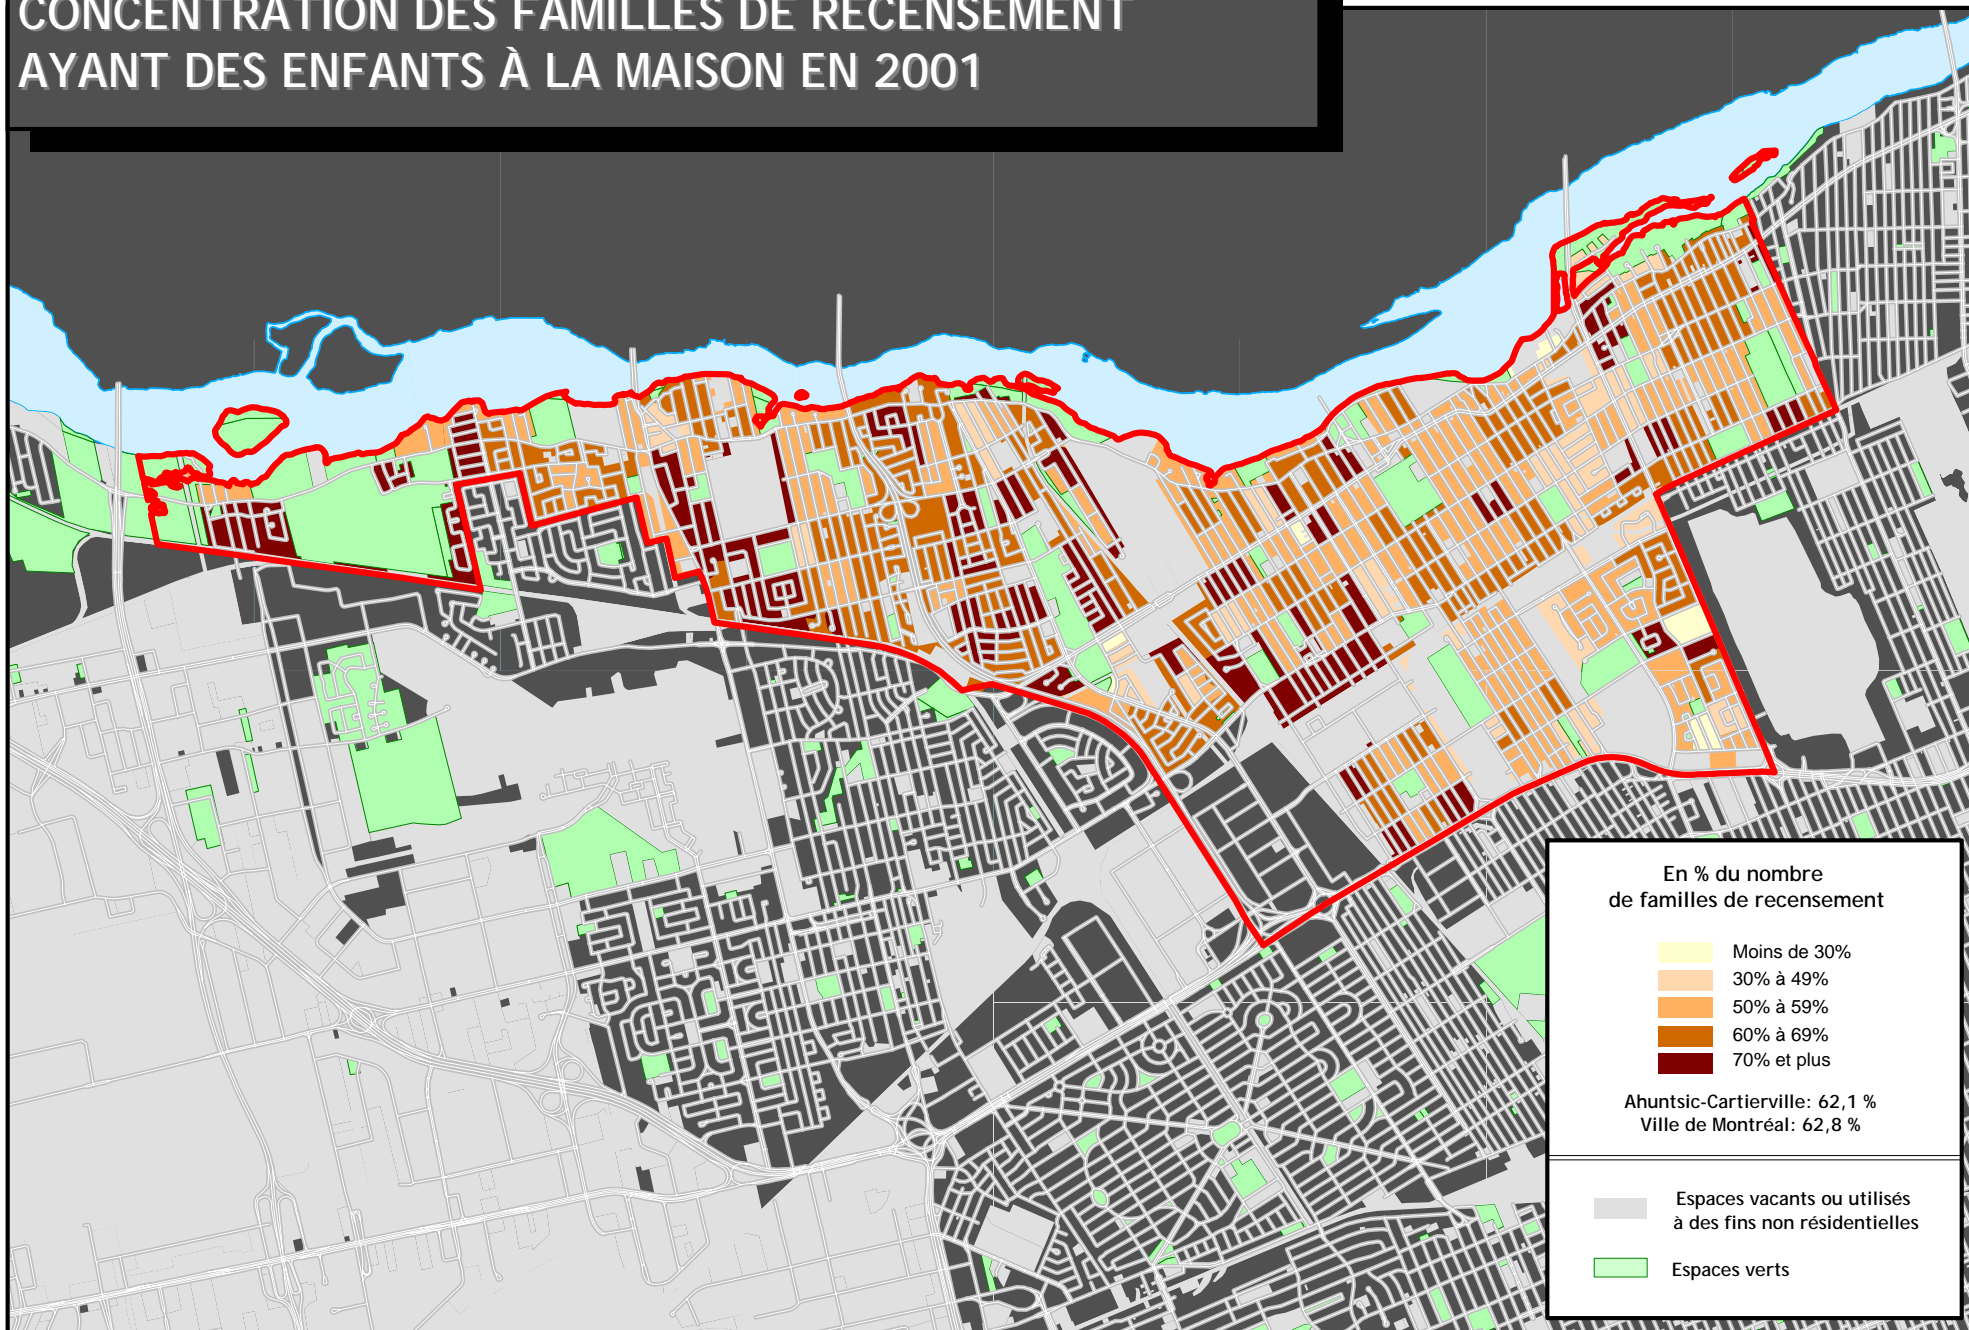 CONCENTRATION DES FAMILLES DE RECENSEMENT
AYANT DES ENFANTS À LA MAISON EN 2001
En % du nombre
de familles de recensement
Moins de 30%
30% à 49%
50% à 59%
60% à 69%
70% et plus
Ahuntsic-Cartierville: 62,1 %
Ville de Montréal: 62,8 %
Espaces vacants ou utilisés
à des fins non résidentielles
Espaces verts